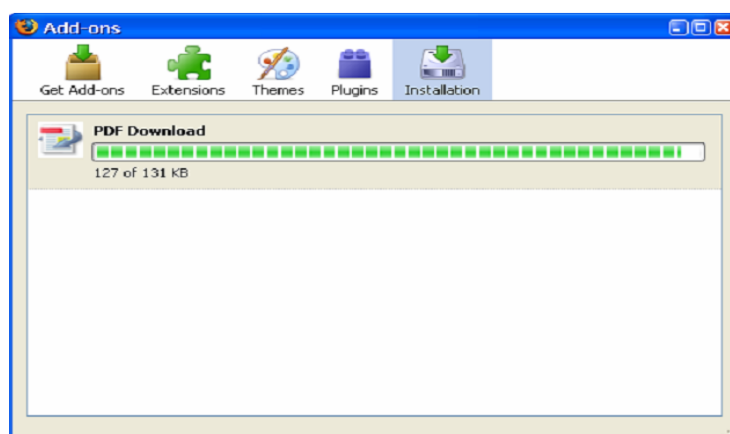 Add-ons
Get Add-ons Extensions Themes Plugins Installation
PDF Download
127 of 131 KB